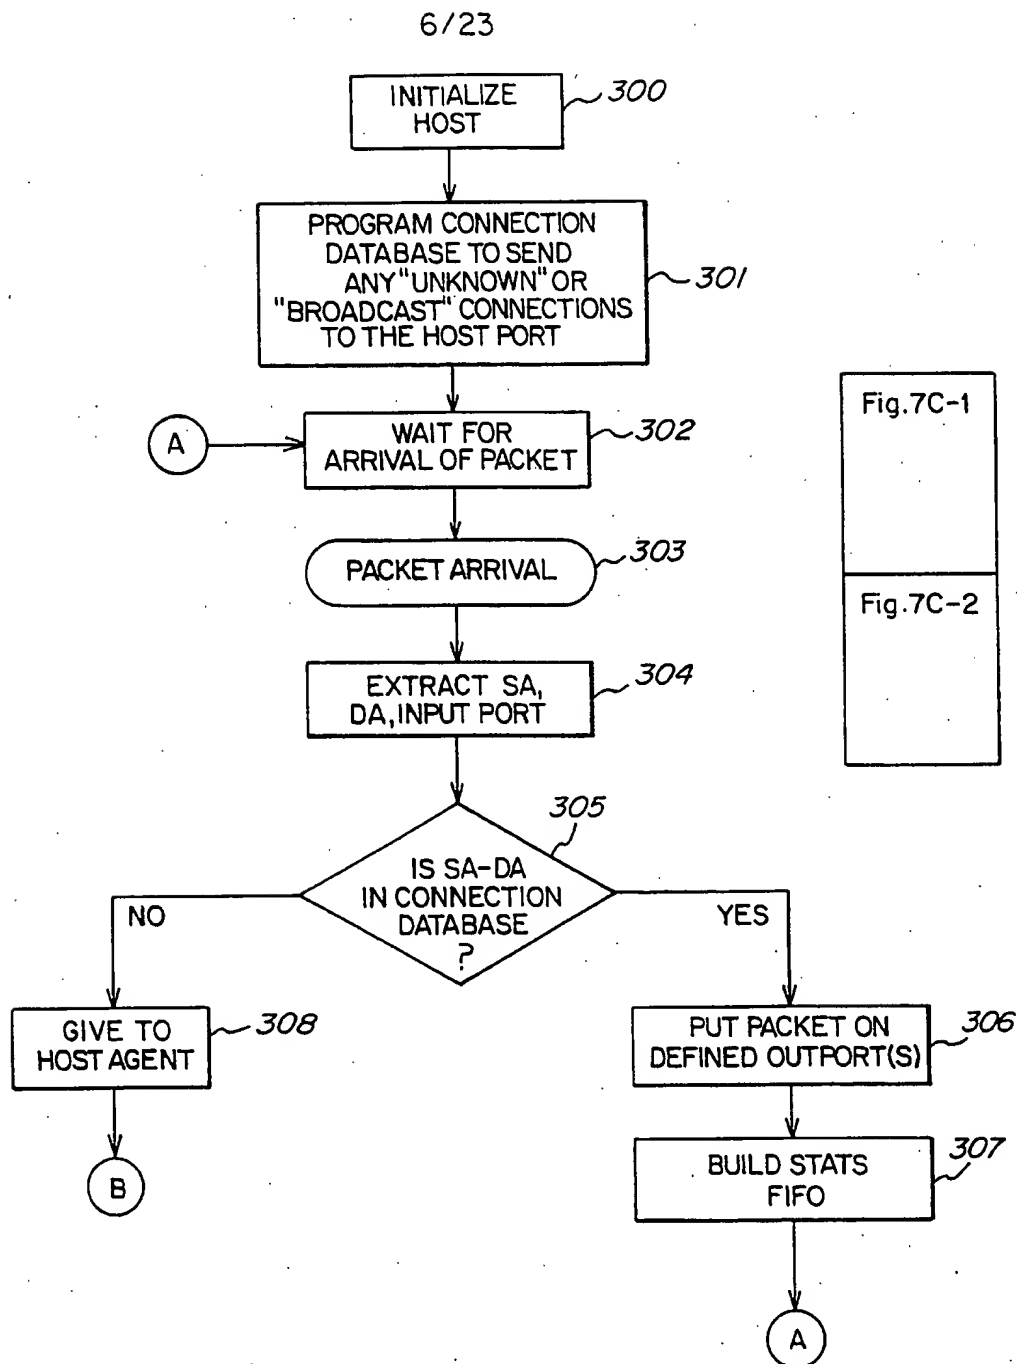 6/23
INITIALIZE
HOST
300
PROGRAM CONNECTION
DATABASE TO SEND
ANY "UNKNOWN" OR
"BROADCAST" CONNECTIONS
TO THE HOST PORT
301
A
WAIT FOR
ARRIVAL OF PACKET
302
Fig.7C-1
PACKET ARRIVAL
303
Fig.7C-2
EXTRACT SA,
DA, INPUT PORT
304
305
IS SA-DA
IN CONNECTION
DATABASE
?
NO
YES
GIVE TO
HOST AGENT
308
PUT PACKET ON
DEFINED OUTPORT(S)
306
B
BUILD STATS
FIFO
307
A